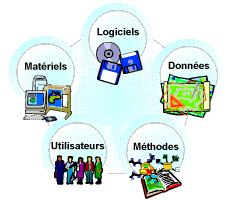 Logiciels
Matériels
Données
Utilisateurs
Méthodes